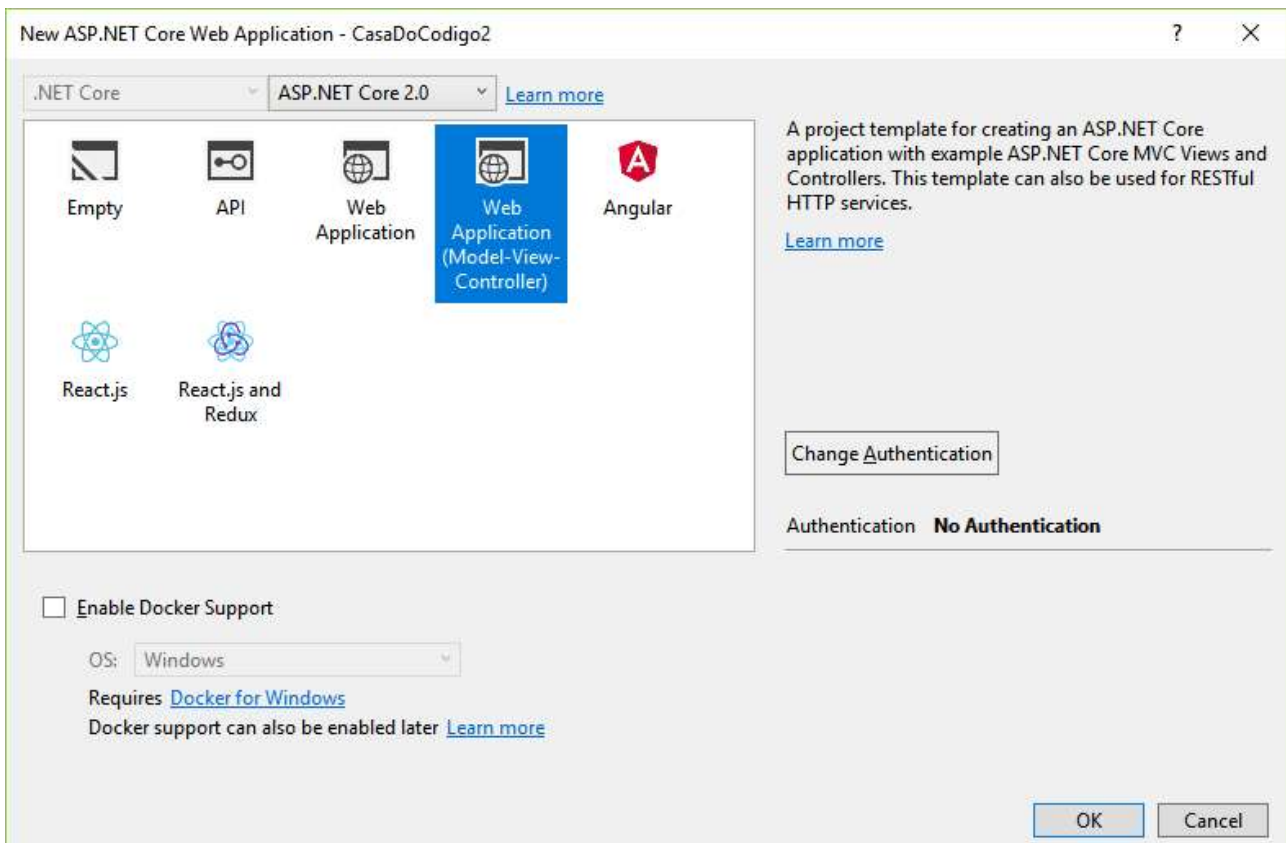 New ASP.NET Core Web Application - CasaDoCodigo2
?
.NET Core
ASP.NET Core 2.0
Learn more
Empty
API
Web
Application
Web
Application
(Model-View-
Controller)
Angular
React.js
React.js and
Redux
A project template for creating an ASP.NET Core
application with example ASP.NET Core MVC Views and
Controllers. This template can also be used for RESTful
HTTP services.
Learn more
Change Authentication
Authentication No Authentication
Enable Docker Support
OS: Windows
Requires Docker for Windows
Docker support can also be enabled later Learn more
OK
Cancel